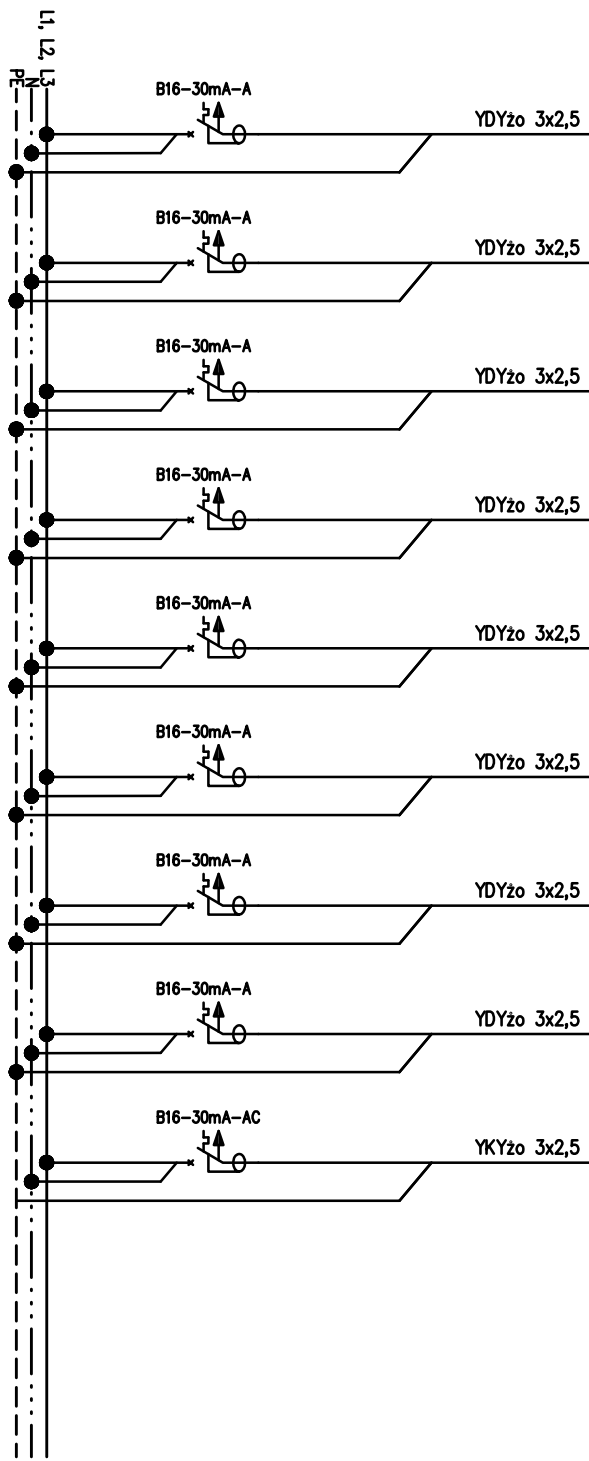 L1, L2, L3
N
PE
B16-30mA-A
YDYżo 3x2,5
B16-30mA-A
YDYżo 3x2,5
B16-30mA-A
YDYżo 3x2,5
B16-30mA-A
YDYżo 3x2,5
B16-30mA-A
YDYżo 3x2,5
B16-30mA-A
YDYżo 3x2,5
B16-30mA-A
YDYżo 3x2,5
B16-30mA-A
YDYżo 3x2,5
B16-30mA-AC
YKYżo 3x2,5